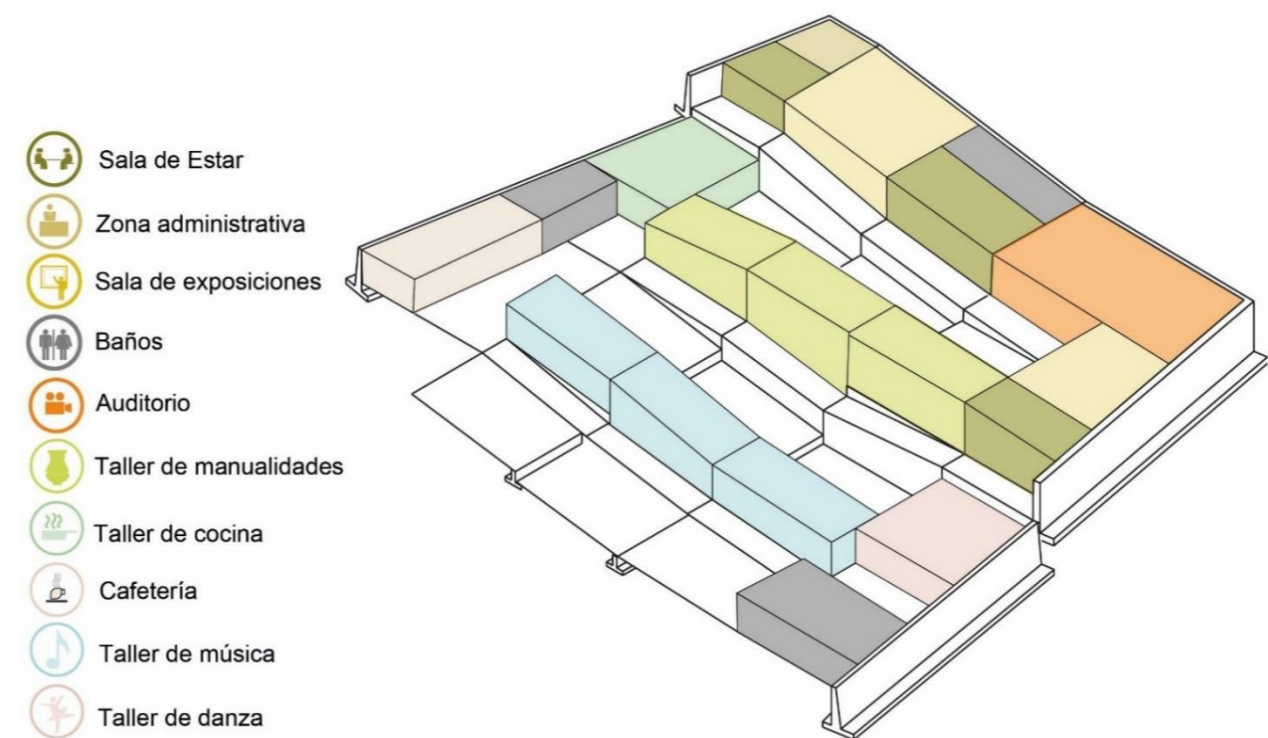 Sala de Estar
Zona administrativa
Sala de exposiciones
Baños
Auditorio
Taller de manualidades
Taller de cocina
Cafetería
Taller de música
Taller de danza